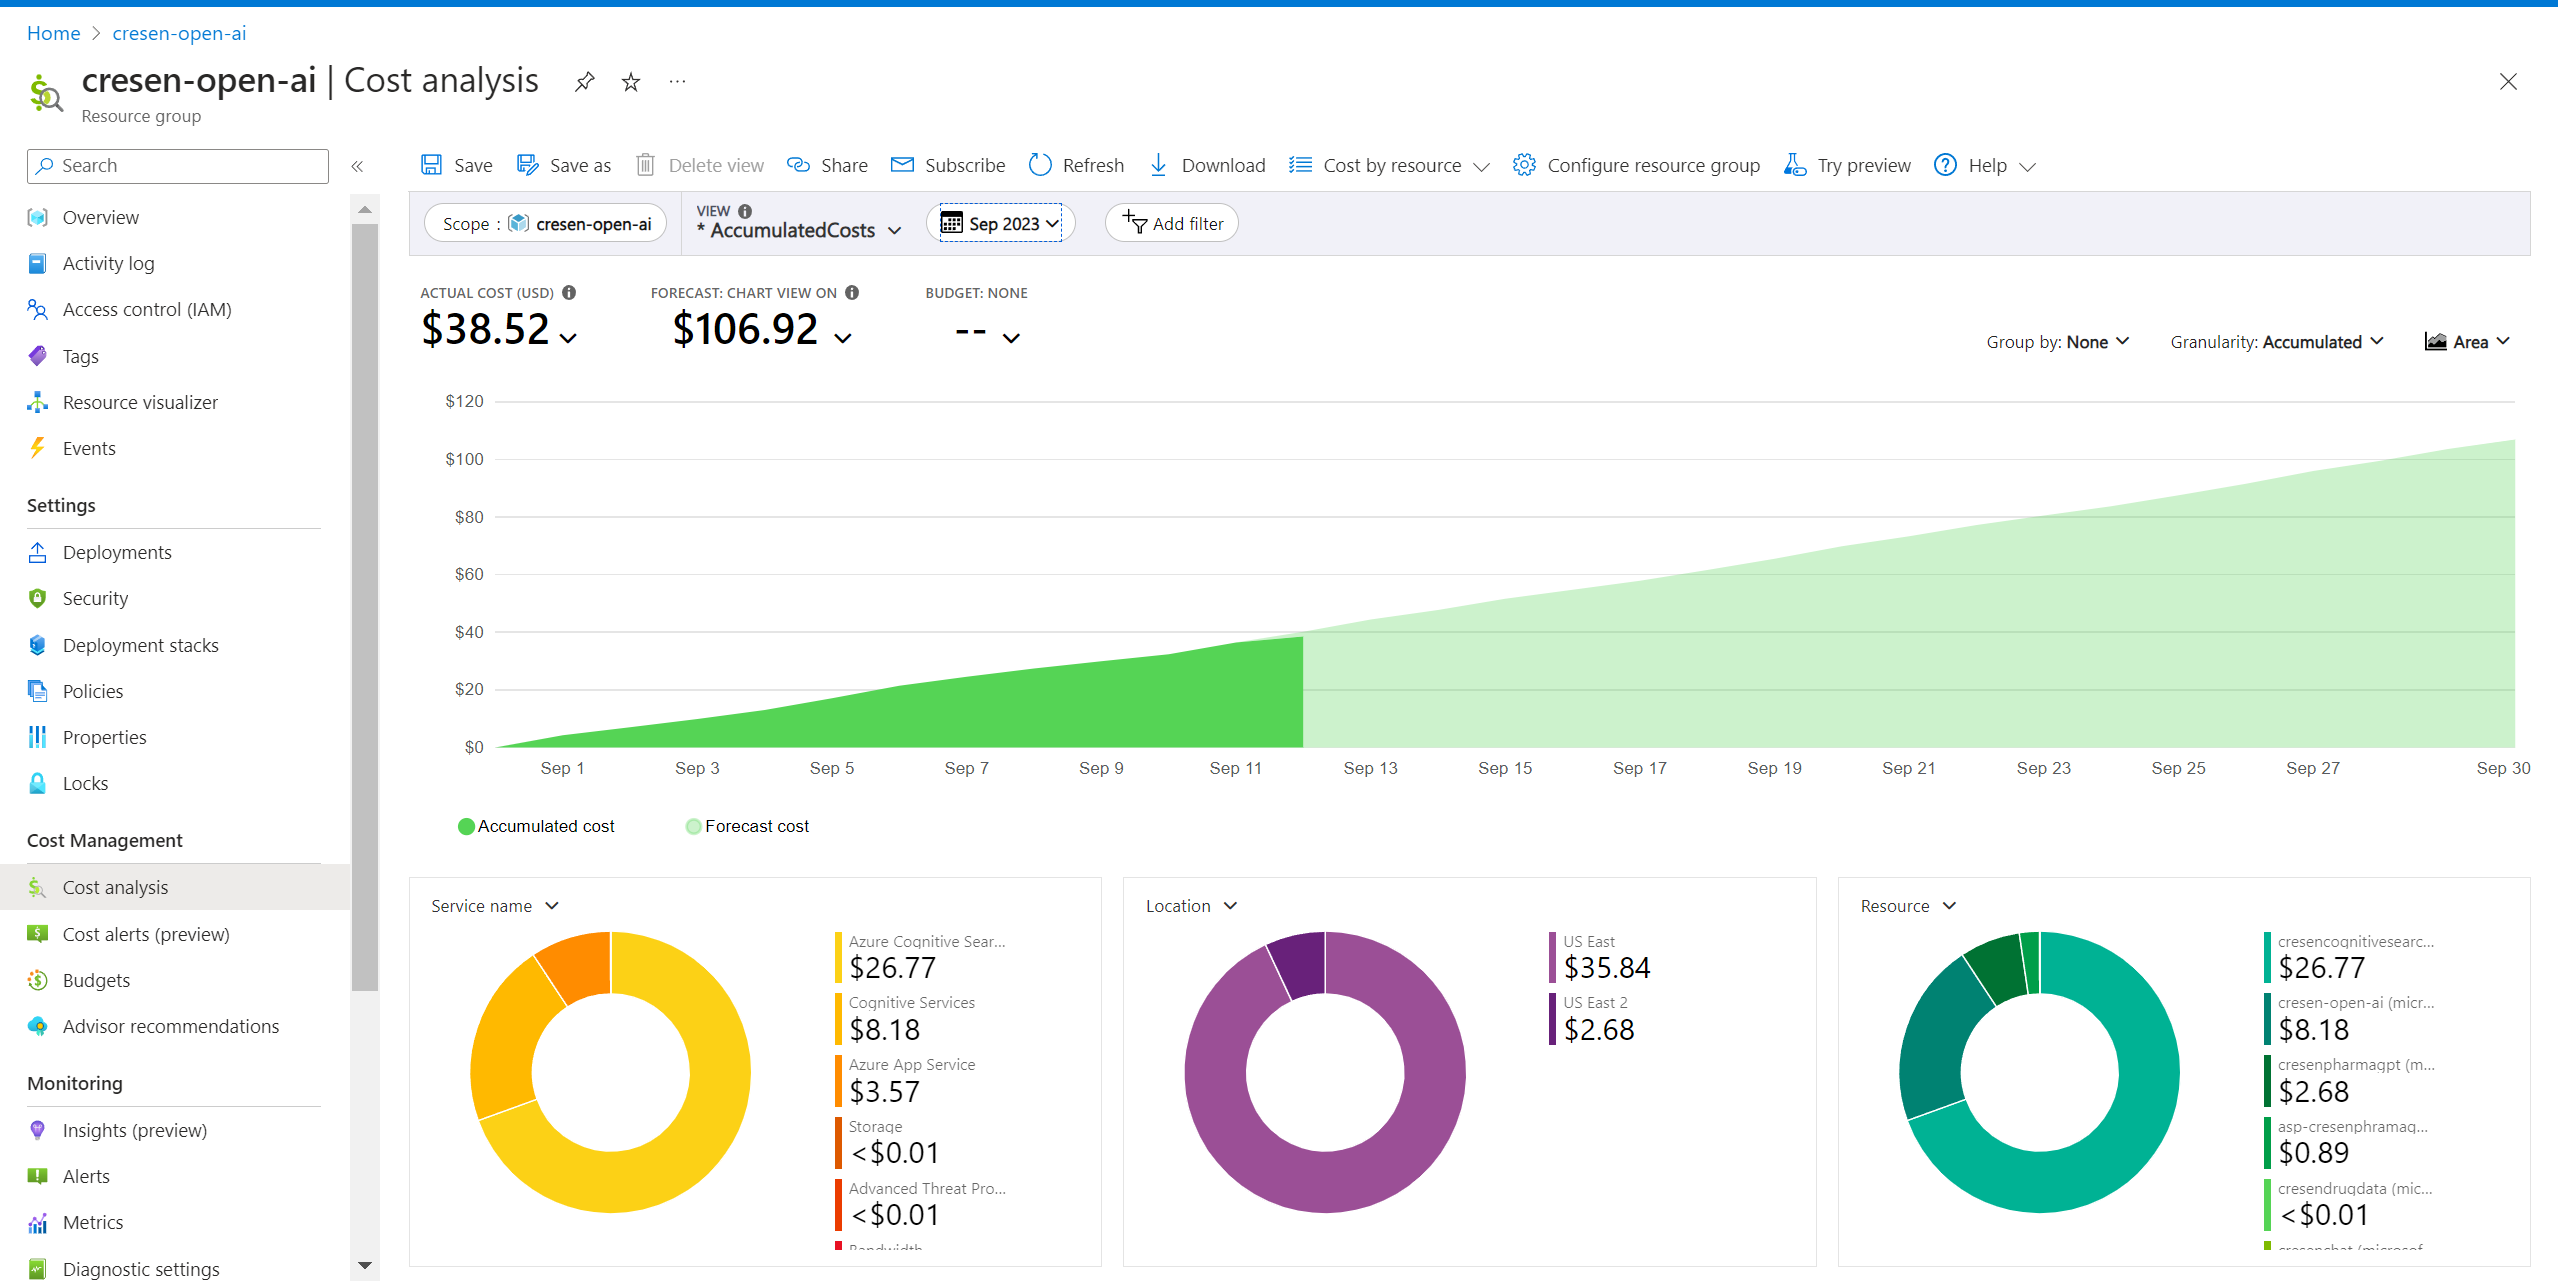 Home > cresen-open-ai
cresen-open-ai | Cost analysis
Resource group
Search
Save
Save as
Delete view
Share
Subscribe
Refresh
Download
Cost by resource
Configure resource group
Try preview
Help
Overview
Activity log
Access control (IAM)
Tags
Resource visualizer
Events
Settings
Deployments
Security
Deployment stacks
Policies
Properties
Locks
Cost Management
Cost analysis
Cost alerts (preview)
Budgets
Advisor recommendations
Monitoring
Insights (preview)
Alerts
Metrics
Diagnostic settings
Scope : cresen-open-ai
VIEW
* AccumulatedCosts
Sep 2023
Add filter
ACTUAL COST (USD)
$38.52
FORECAST: CHART VIEW ON
$106.92
BUDGET: NONE
--
Group by: None
Granularity: Accumulated
Area
$120
$100
$80
$60
$40
$20
$0
Sep 1
Sep 3
Sep 5
Sep 7
Sep 9
Sep 11
Sep 13
Sep 15
Sep 17
Sep 19
Sep 21
Sep 23
Sep 25
Sep 27
Sep 30
Accumulated cost
Forecast cost
Service name
Azure Cognitive Sear...
$26.77
Cognitive Services
$8.18
Azure App Service
$3.57
Storage
<$0.01
Advanced Threat Pro...
<$0.01
Bandwidth
Location
US East
$35.84
US East 2
$2.68
Resource
cresencognitivesearc...
$26.77
cresen-open-ai (micr...
$8.18
cresenpharmagpt (m...
$2.68
asp-cresenphramag...
$0.89
cresendrugdata (mic...
<$0.01
cresenchat (microsof